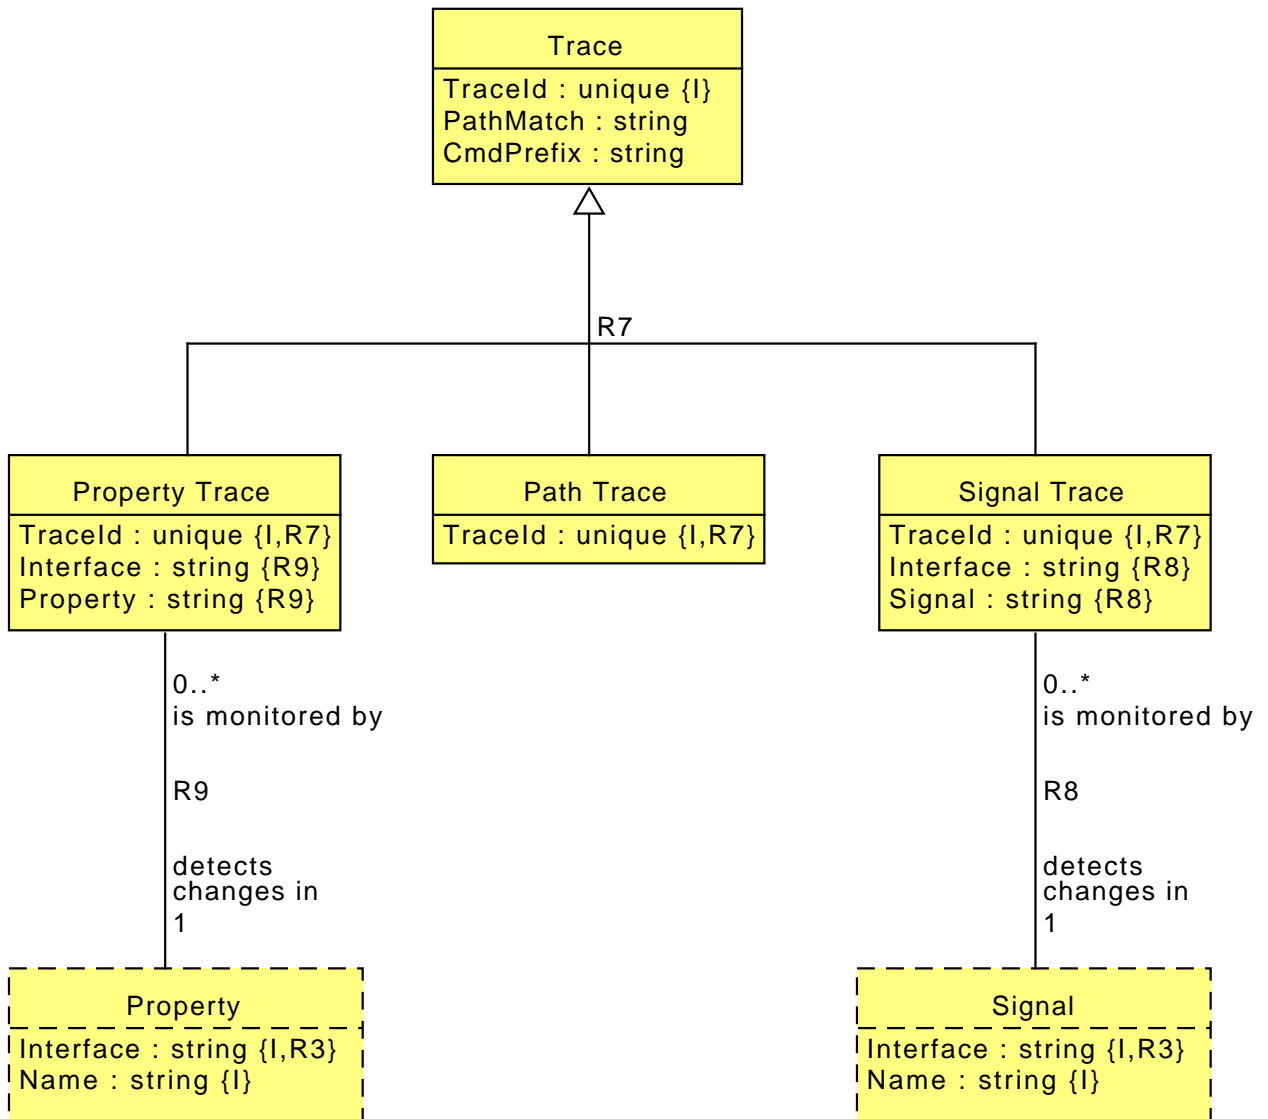 Trace
TraceId : unique {I}
PathMatch : string
CmdPrefix : string
R7
Property Trace
TraceId : unique {I,R7}
Interface : string {R9}
Property : string {R9}
Path Trace
TraceId : unique {I,R7}
Signal Trace
TraceId : unique {I,R7}
Interface : string {R8}
Signal : string {R8}
0..*
is monitored by
R9
detects
changes in
1
0..*
is monitored by
R8
detects
changes in
1
Property
Interface : string {I,R3}
Name : string {I}
Signal
Interface : string {I,R3}
Name : string {I}